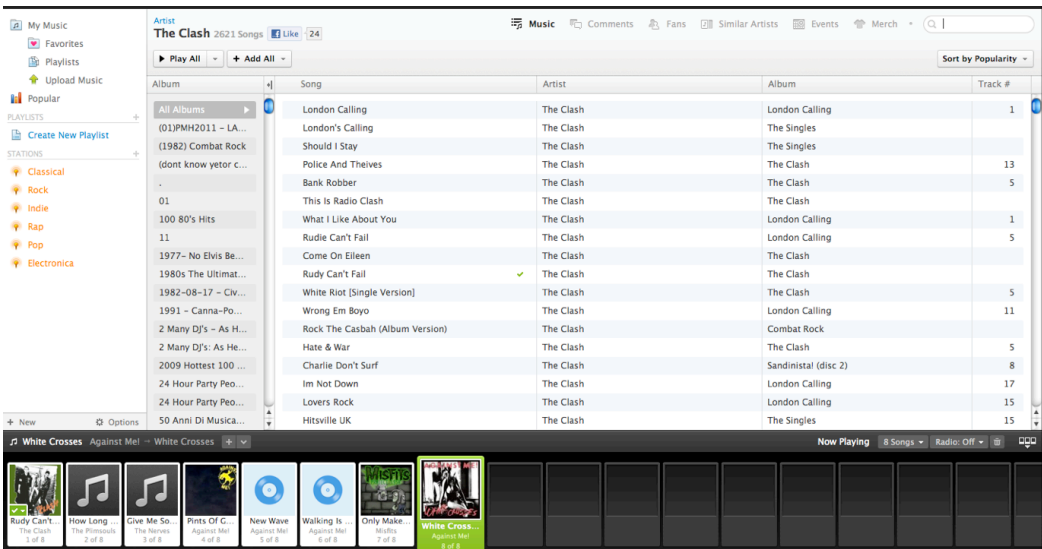 My Music
Favorites
Playlists
Upload Music
Popular
PLAYLISTS +
Create New Playlist
STATIONS +
Classical
Rock
Indie
Rap
Pop
Electronica
+ New Options
Artist
The Clash 2621 Songs Like 24
Music Comments Fans Similar Artists Events Merch
Play All + Add All Sort by Popularity
Album Song Artist Album Track #
All Albums
(01)PMH2011 – LA...
(1982) Combat Rock
(dont know yetor c...
.
01
100 80's Hits
11
1977– No Elvis Be...
1980s The Ultimat...
1982–08–17 – Civ...
1991 – Canna–Po...
2 Many DJ's – As H...
2 Many DJ's: As He...
2009 Hottest 100 ...
24 Hour Party Peo...
24 Hour Party Peo...
50 Anni Di Musica...
London Calling The Clash London Calling 1
London's Calling The Clash The Singles
Should I Stay The Clash The Singles
Police And Theives The Clash The Clash 13
Bank Robber The Clash The Clash 5
This Is Radio Clash The Clash The Clash
What I Like About You The Clash London Calling 1
Rudie Can't Fail The Clash London Calling 5
Come On Eileen The Clash The Clash
Rudy Can't Fail The Clash The Clash
White Riot [Single Version] The Clash The Clash 5
Wrong Em Boyo The Clash London Calling 11
Rock The Casbah (Album Version) The Clash Combat Rock
Hate & War The Clash The Clash 5
Charlie Don't Surf The Clash Sandinista! (disc 2) 8
Im Not Down The Clash London Calling 17
Lovers Rock The Clash London Calling 15
Hitsville UK The Clash The Singles 15
White Crosses Against Me! → White Crosses + Now Playing 8 Songs Radio: Off
Rudy Can't...
The Clash
1 of 8
How Long ...
The Plimsouls
2 of 8
Give Me So...
The Nerves
3 of 8
Pints Of G...
Against Me!
4 of 8
New Wave
Against Me!
5 of 8
Walking Is ...
Against Me!
6 of 8
MISFITS
Only Make...
Misfits
7 of 8
AGAINST ME!
WHITE CROSSES
White Cross...
Against Me!
8 of 8